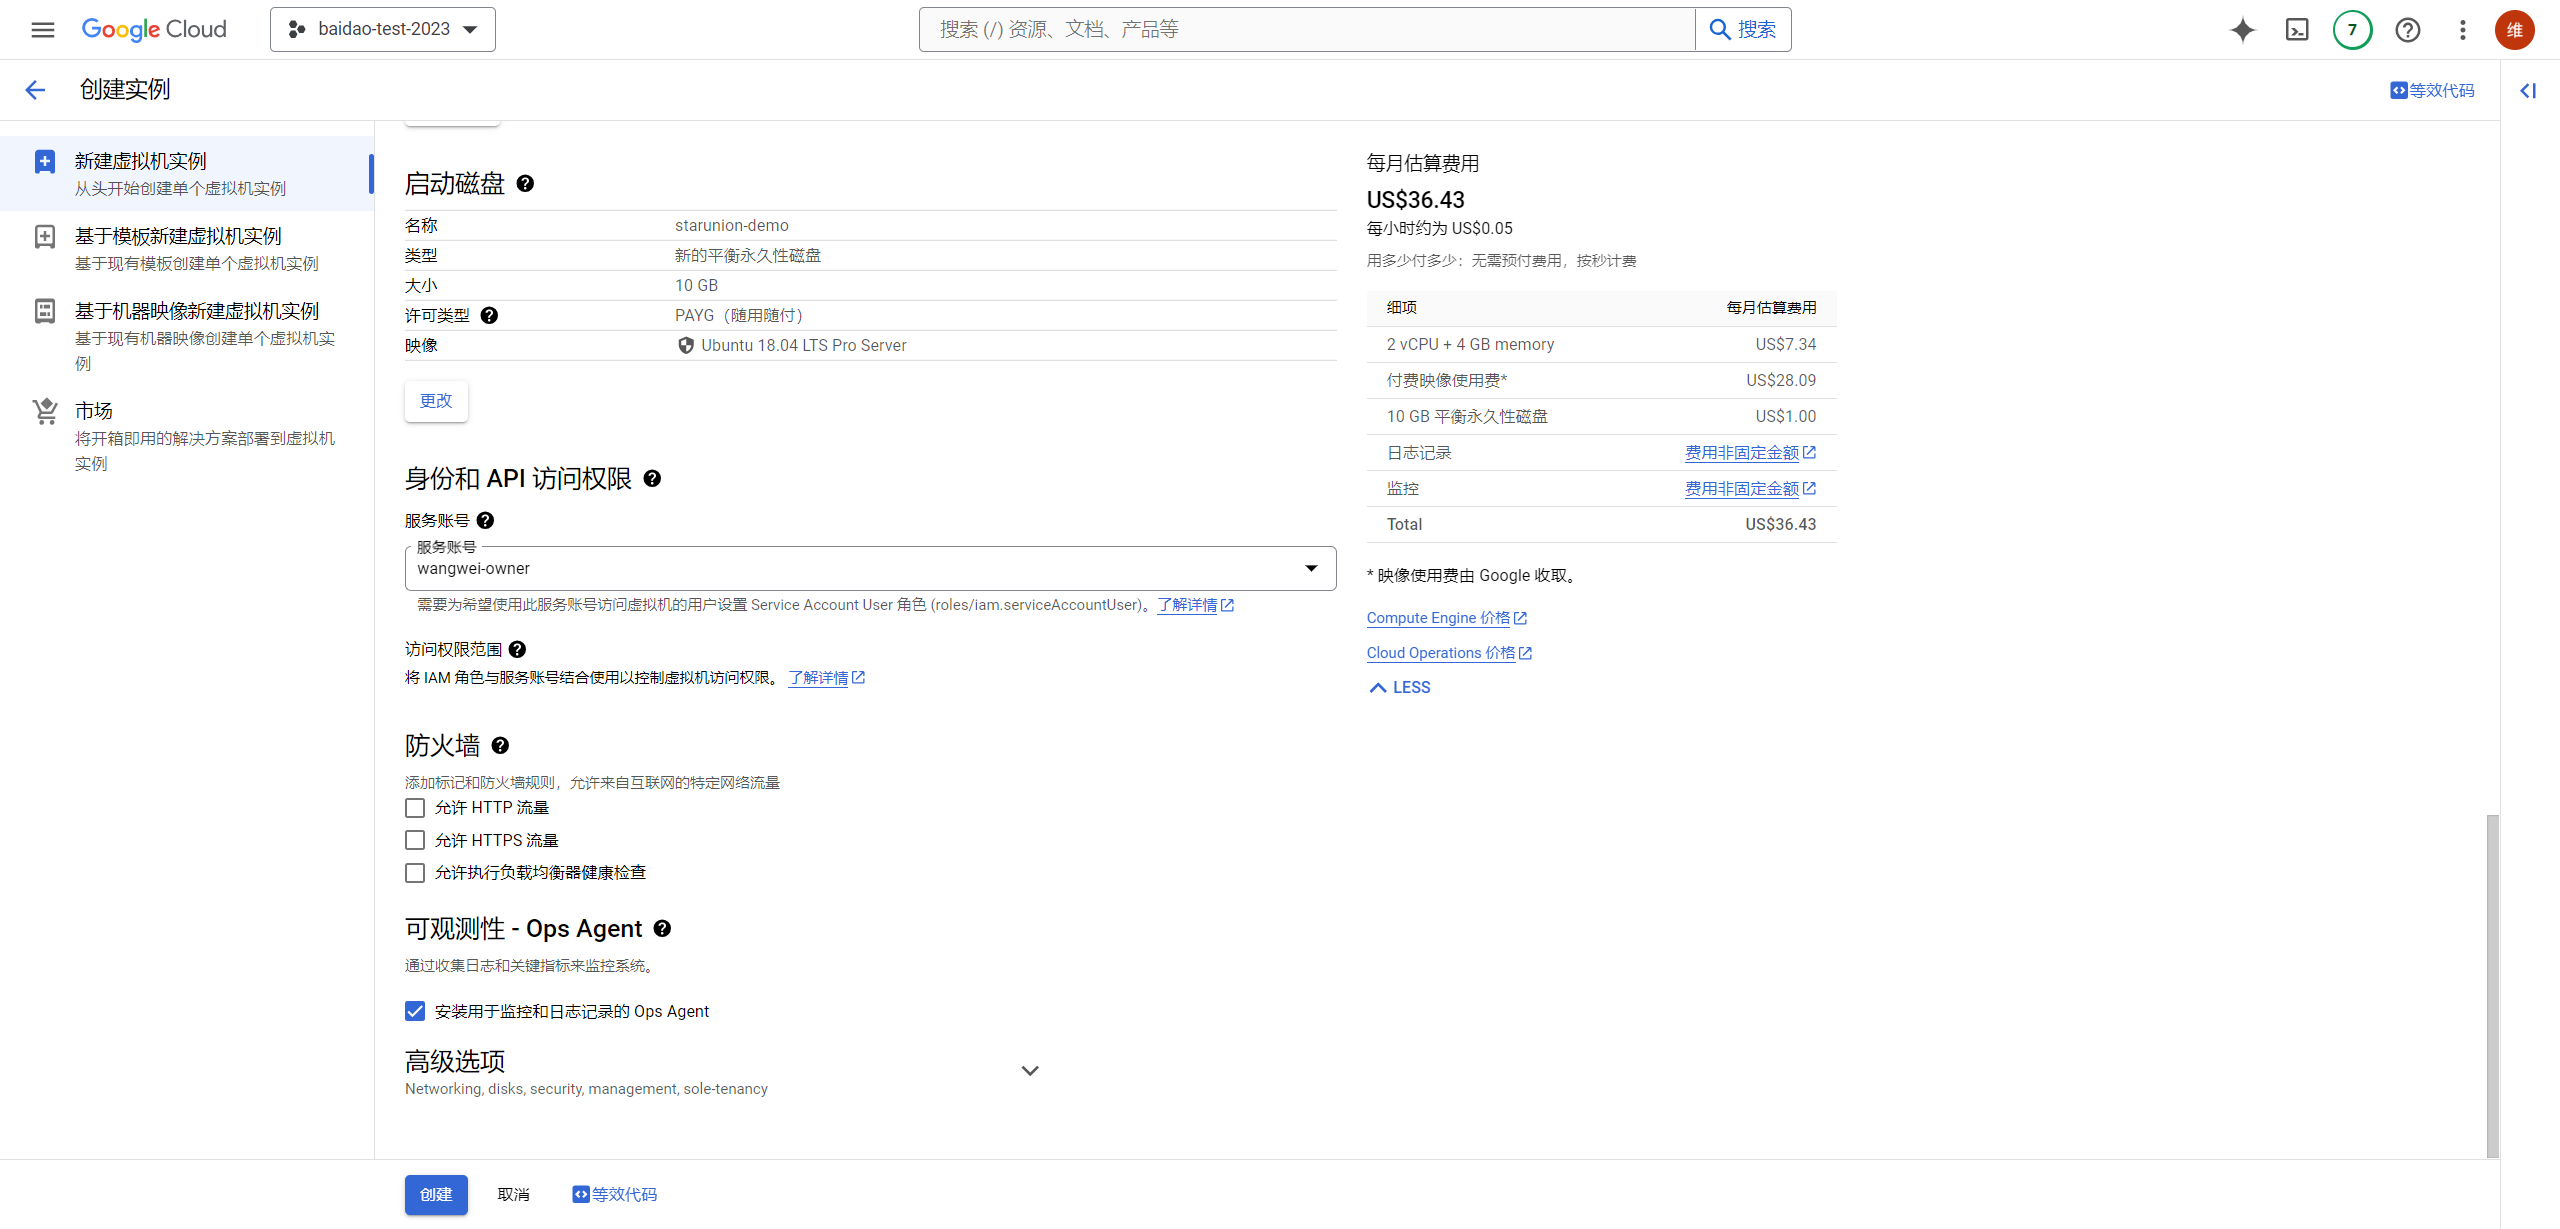 Google Cloud
baidao-test-2023
搜索 (/) 资源、文档、产品等
搜索
7
维
创建实例
等效代码
新建虚拟机实例
从头开始创建单个虚拟机实例
基于模板新建虚拟机实例
基于现有模板创建单个虚拟机实例
基于机器映像新建虚拟机实例
基于现有机器映像创建单个虚拟机实
例
市场
将开箱即用的解决方案部署到虚拟机
实例
启动磁盘
名称 starunion-demo
类型 新的平衡永久性磁盘
大小 10 GB
许可类型 PAYG（随用随付）
映像 Ubuntu 18.04 LTS Pro Server
更改
身份和 API 访问权限
服务账号
服务账号
wangwei-owner
需要为希望使用此服务账号访问虚拟机的用户设置 Service Account User 角色 (roles/iam.serviceAccountUser)。了解详情
访问权限范围
将 IAM 角色与服务账号结合使用以控制虚拟机访问权限。 了解详情
防火墙
添加标记和防火墙规则，允许来自互联网的特定网络流量
允许 HTTP 流量
允许 HTTPS 流量
允许执行负载均衡器健康检查
可观测性 - Ops Agent
通过收集日志和关键指标来监控系统。
安装用于监控和日志记录的 Ops Agent
高级选项
Networking, disks, security, management, sole-tenancy
创建
取消
等效代码
每月估算费用
US$36.43
每小时约为 US$0.05
用多少付多少：无需预付费用，按秒计费
细项 每月估算费用
2 vCPU + 4 GB memory US$7.34
付费映像使用费* US$28.09
10 GB 平衡永久性磁盘 US$1.00
日志记录 费用非固定金额
监控 费用非固定金额
Total US$36.43
* 映像使用费由 Google 收取。
Compute Engine 价格
Cloud Operations 价格
LESS